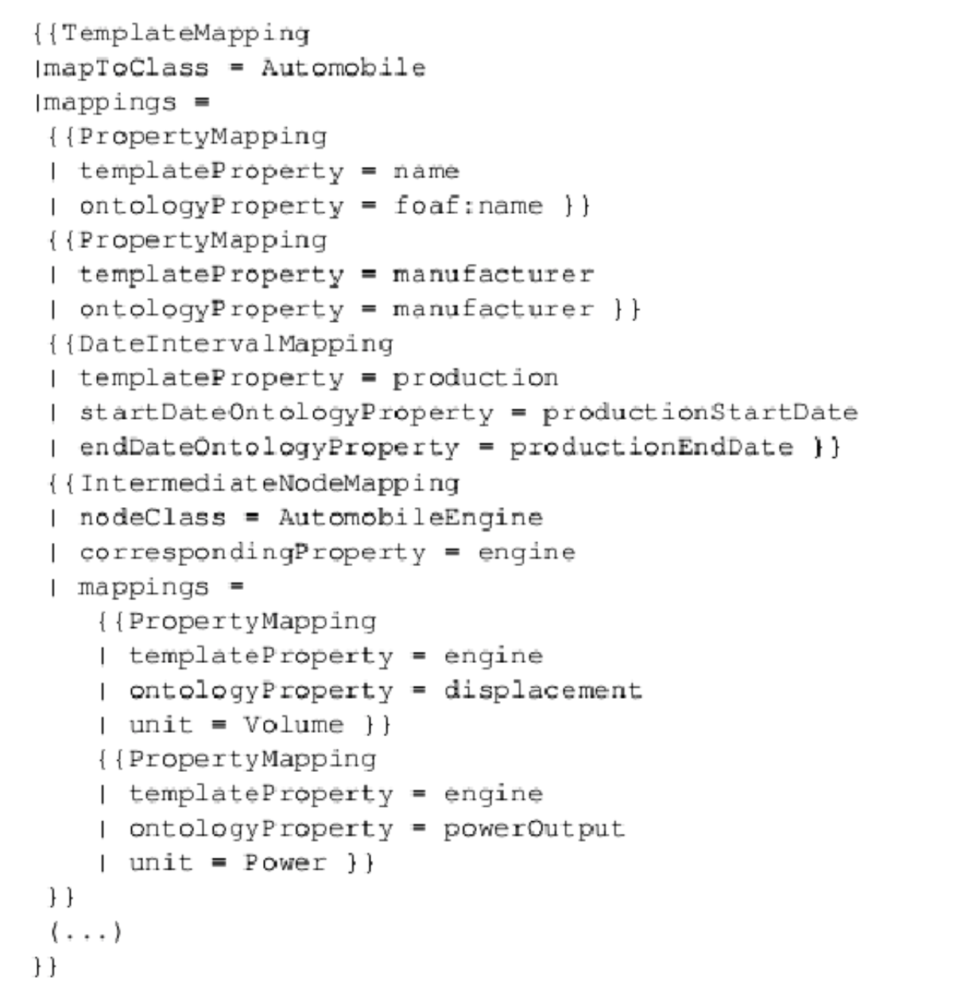 {{TemplateMapping
|mapToClass = Automobile
|mappings =
{{PropertyMapping
| templateProperty = name
| ontologyProperty = foaf:name }}
{{PropertyMapping
| templateProperty = manufacturer
| ontologyProperty = manufacturer }}
{{DateIntervalMapping
| templateProperty = production
| startDateOntologyProperty = productionStartDate
| endDateOntologyProperty = productionEndDate }}
{{IntermediateNodeMapping
| nodeClass = AutomobileEngine
| correspondingProperty = engine
| mappings =
{{PropertyMapping
| templateProperty = engine
| ontologyProperty = displacement
| unit = Volume }}
{{PropertyMapping
| templateProperty = engine
| ontologyProperty = powerOutput
| unit = Power }}
}}
(...)
}}